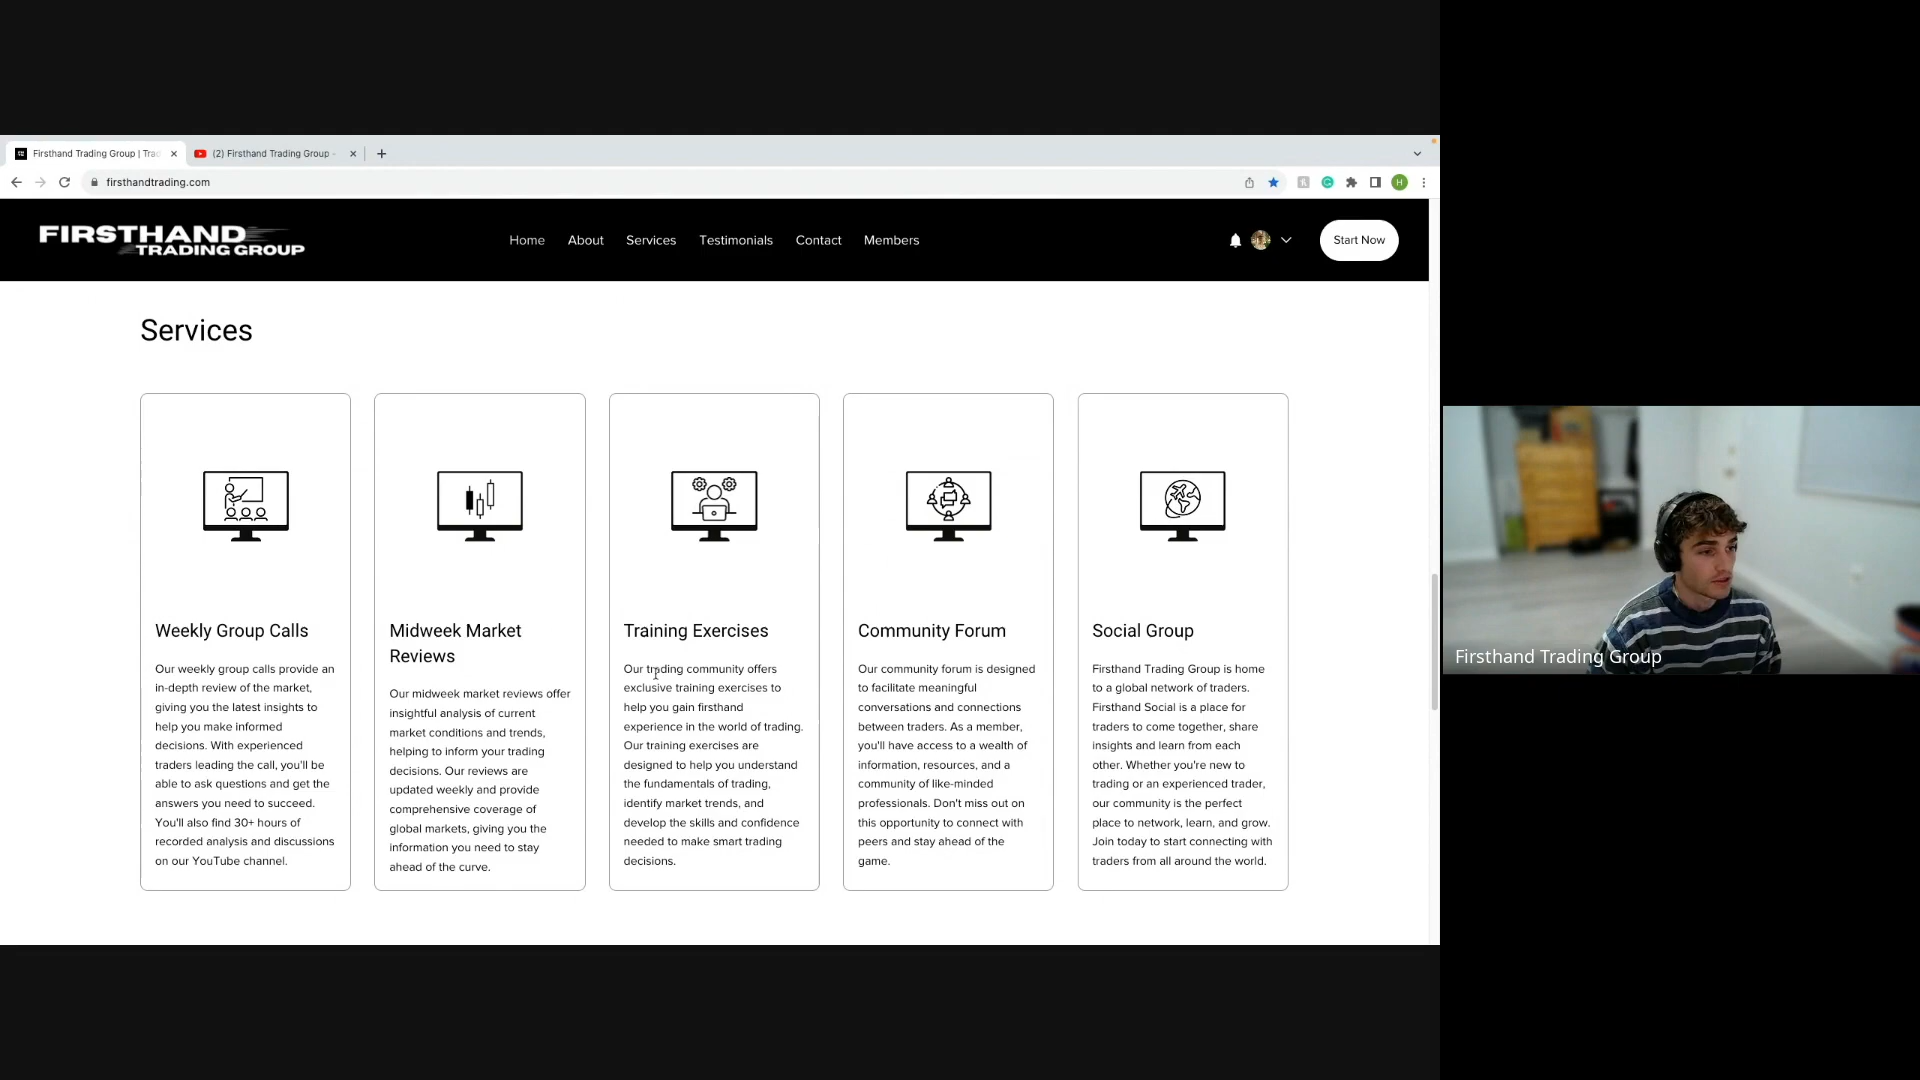 Firsthand Trading Group | Trac
(2) Firsthand Trading Group -
firsthandtrading.com
H
FIRSTHAND
TRADING GROUP
Home About Services Testimonials Contact Members
Start Now
Services
Weekly Group Calls
Our weekly group calls provide an
in-depth review of the market,
giving you the latest insights to
help you make informed
decisions. With experienced
traders leading the call, you'll be
able to ask questions and get the
answers you need to succeed.
You'll also find 30+ hours of
recorded analysis and discussions
on our YouTube channel.
Midweek Market
Reviews
Our midweek market reviews offer
insightful analysis of current
market conditions and trends,
helping to inform your trading
decisions. Our reviews are
updated weekly and provide
comprehensive coverage of
global markets, giving you the
information you need to stay
ahead of the curve.
Training Exercises
Our trading community offers
exclusive training exercises to
help you gain firsthand
experience in the world of trading.
Our training exercises are
designed to help you understand
the fundamentals of trading,
identify market trends, and
develop the skills and confidence
needed to make smart trading
decisions.
Community Forum
Our community forum is designed
to facilitate meaningful
conversations and connections
between traders. As a member,
you'll have access to a wealth of
information, resources, and a
community of like-minded
professionals. Don't miss out on
this opportunity to connect with
peers and stay ahead of the
game.
Social Group
Firsthand Trading Group is home
to a global network of traders.
Firsthand Social is a place for
traders to come together, share
insights and learn from each
other. Whether you're new to
trading or an experienced trader,
our community is the perfect
place to network, learn, and grow.
Join today to start connecting with
traders from all around the world.
Firsthand Trading Group